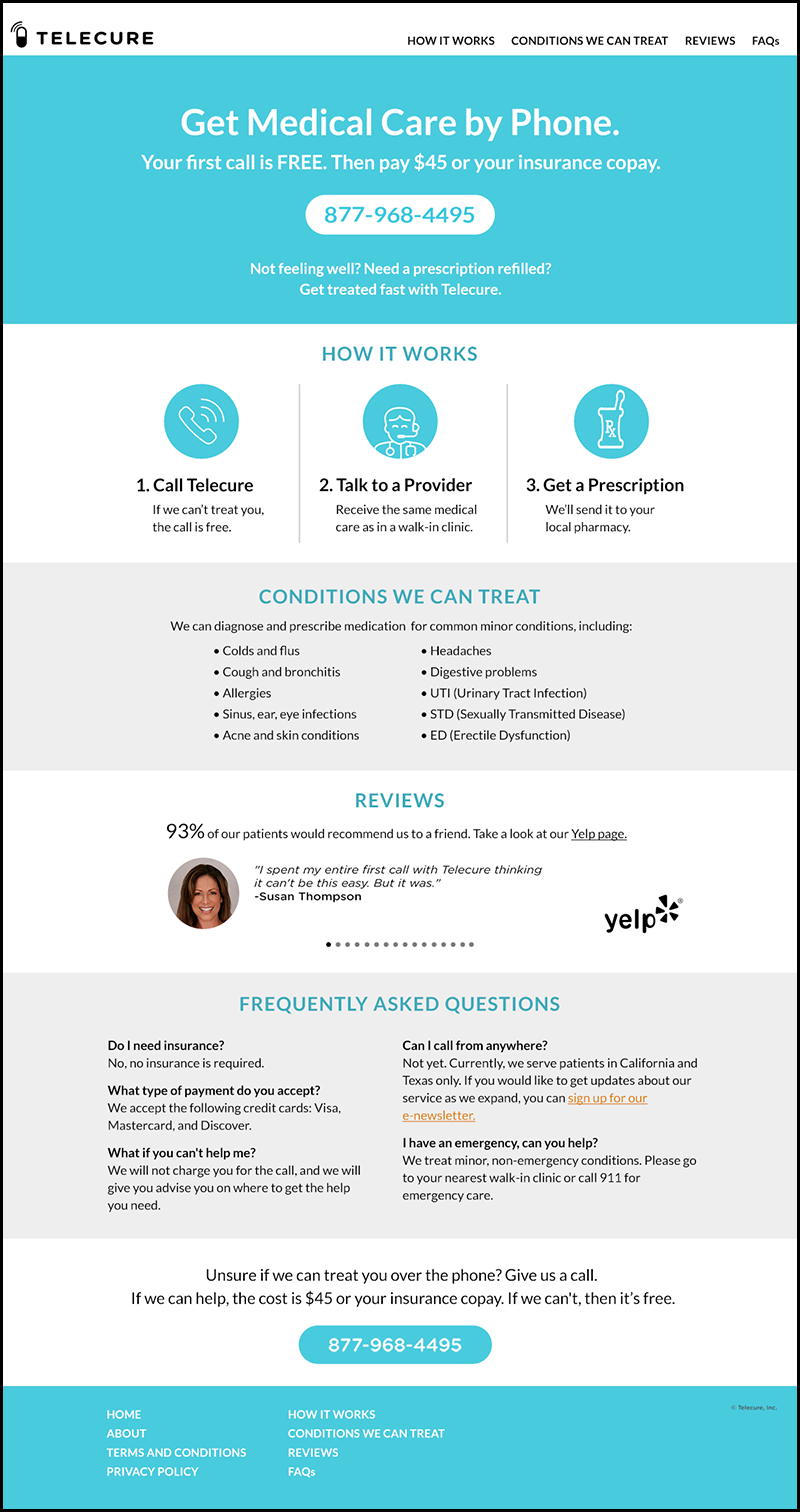 TELECURE
HOW IT WORKS CONDITIONS WE CAN TREAT REVIEWS FAQs
Get Medical Care by Phone.
Your first call is FREE. Then pay $45 or your insurance copay.
877-968-4495
Not feeling well? Need a prescription refilled?
Get treated fast with Telecure.
HOW IT WORKS
1. Call Telecure
If we can't treat you,
the call is free.
2. Talk to a Provider
Receive the same medical
care as in a walk-in clinic.
Rx
3. Get a Prescription
We'll send it to your
local pharmacy.
CONDITIONS WE CAN TREAT
We can diagnose and prescribe medication for common minor conditions, including:
• Colds and flus
• Cough and bronchitis
• Allergies
• Sinus, ear, eye infections
• Acne and skin conditions
• Headaches
• Digestive problems
• UTI (Urinary Tract Infection)
• STD (Sexually Transmitted Disease)
• ED (Erectile Dysfunction)
REVIEWS
93% of our patients would recommend us to a friend. Take a look at our Yelp page.
"I spent my entire first call with Telecure thinking
it can't be this easy. But it was."
-Susan Thompson
yelp®
FREQUENTLY ASKED QUESTIONS
Do I need insurance?
No, no insurance is required.
What type of payment do you accept?
We accept the following credit cards: Visa,
Mastercard, and Discover.
What if you can't help me?
We will not charge you for the call, and we will
give you advise you on where to get the help
you need.
Can I call from anywhere?
Not yet. Currently, we serve patients in California and
Texas only. If you would like to get updates about our
service as we expand, you can sign up for our
e-newsletter.
I have an emergency, can you help?
We treat minor, non-emergency conditions. Please go
to your nearest walk-in clinic or call 911 for
emergency care.
Unsure if we can treat you over the phone? Give us a call.
If we can help, the cost is $45 or your insurance copay. If we can't, then it's free.
877-968-4495
HOME
ABOUT
TERMS AND CONDITIONS
PRIVACY POLICY
HOW IT WORKS
CONDITIONS WE CAN TREAT
REVIEWS
FAQs
© Telecure, Inc.